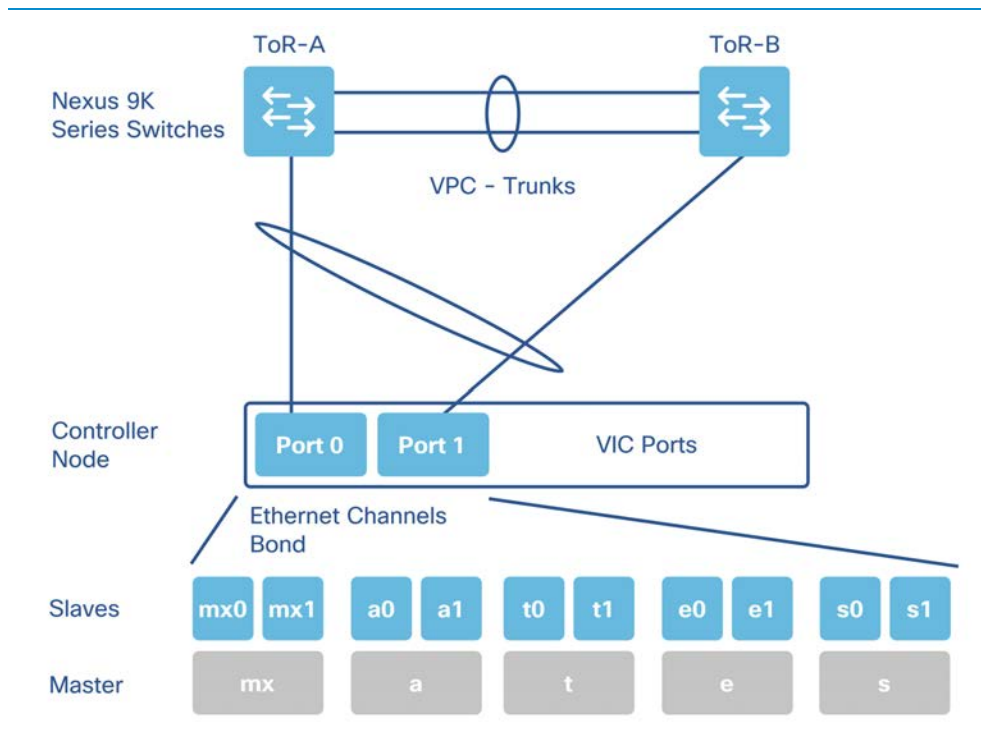 ToR-A
ToR-B
Nexus 9K
Series Switches
VPC - Trunks
Controller
Node
Port 0
Port 1
VIC Ports
Ethernet Channels
Bond
Slaves
mx0
mx1
a0
a1
t0
t1
e0
e1
s0
s1
Master
mx
a
t
e
s